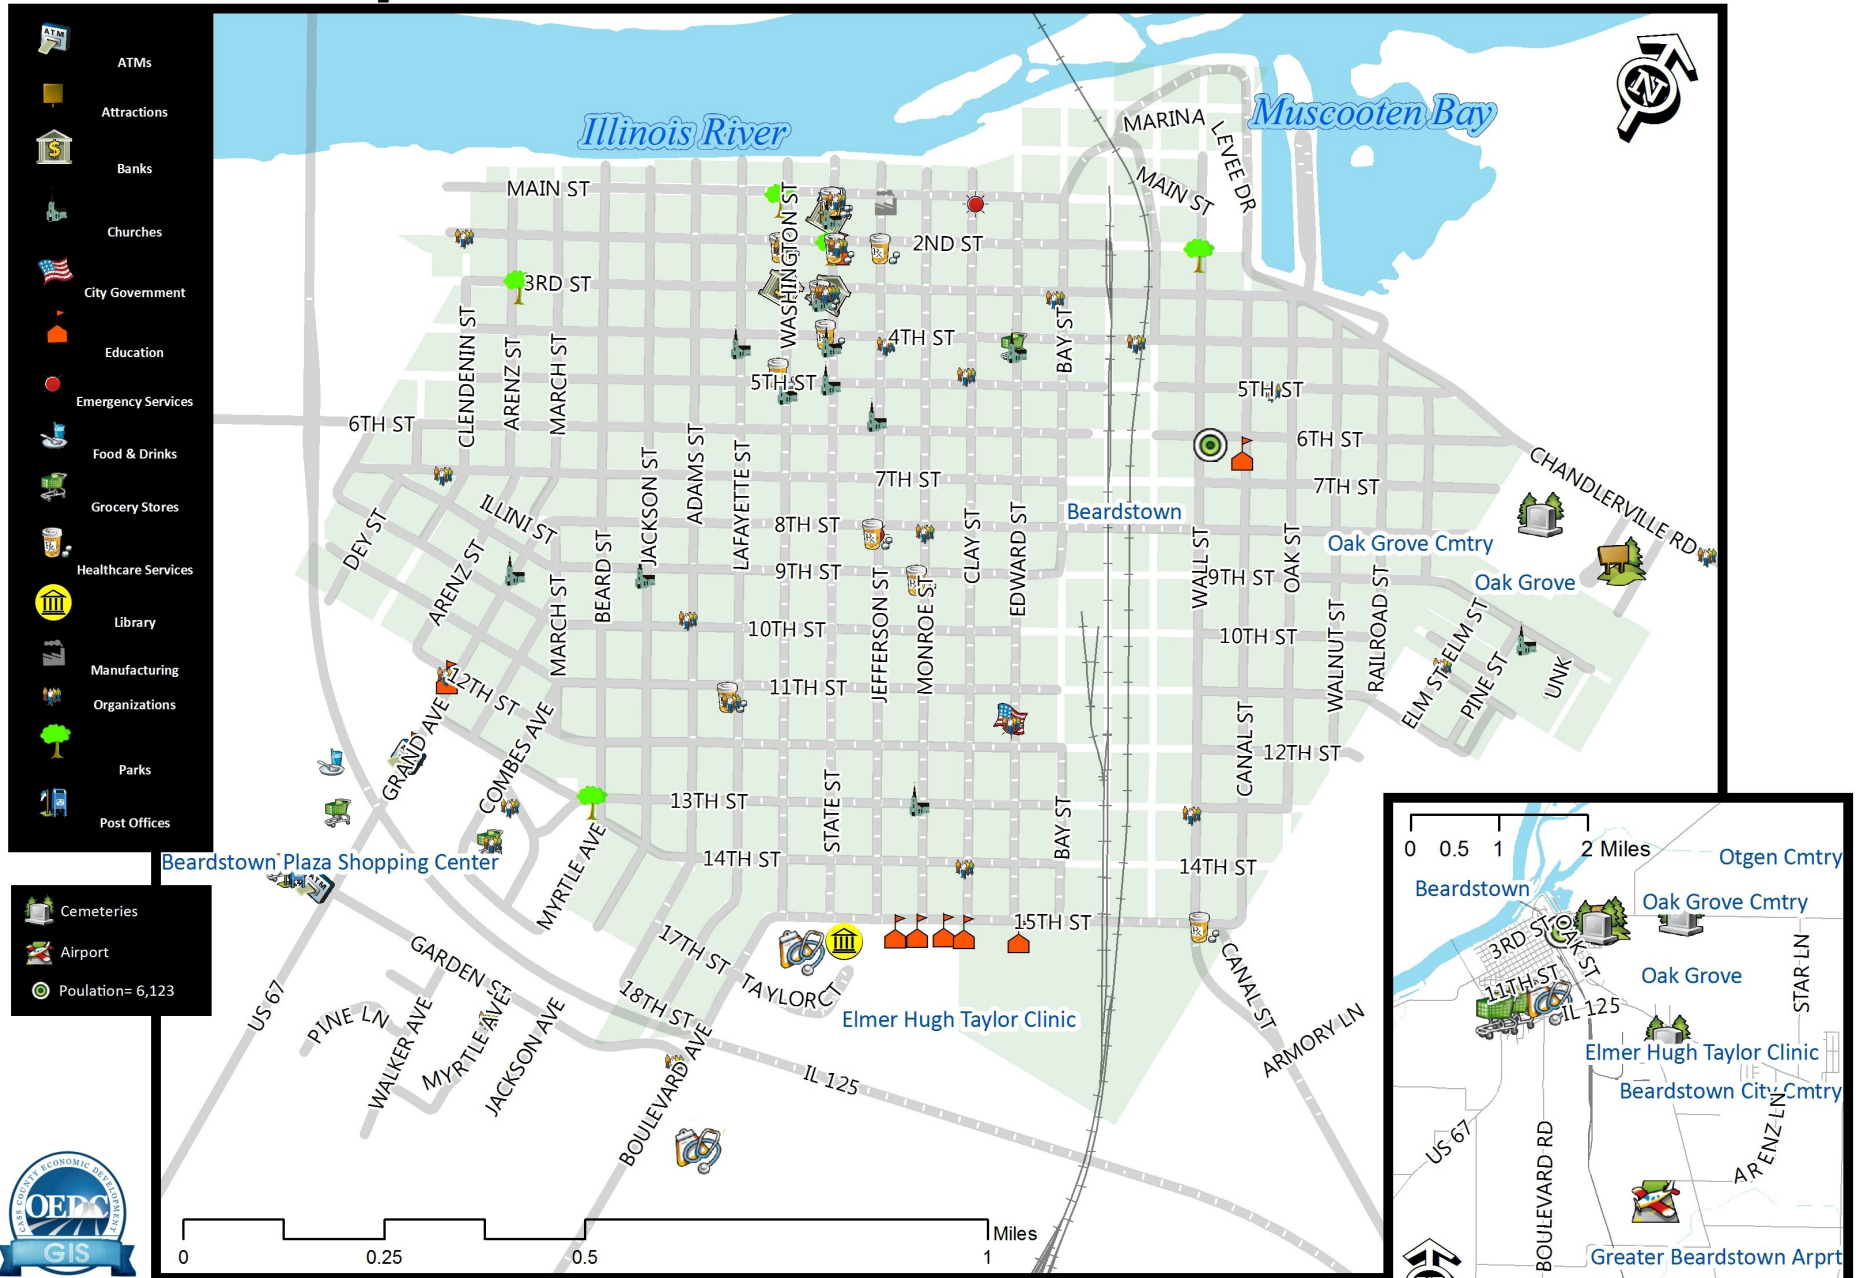 ATM
ATMs
Attractions
$
Banks
Churches
City Government
Education
Emergency Services
Food & Drinks
Grocery Stores
Healthcare Services
Library
Manufacturing
Organizations
Parks
Post Offices
Cemeteries
Airport
Poulation= 6,123
Illinois River
Muscooten Bay
N
MARINA
LEVEE DR
MAIN ST
MAIN ST
WASHINGTON ST
2ND ST
3RD ST
4TH ST
BAY ST
CLENDENIN ST
ARENZ ST
MARCH ST
5TH ST
5TH ST
6TH ST
6TH ST
CHANDLERVILLE RD
ADAMS ST
LAFAYETTE ST
JACKSON ST
7TH ST
7TH ST
ILLINI ST
DEY ST
8TH ST
Beardstown
Oak Grove Cmtry
Oak Grove
WALL ST
OAK ST
CLAY ST
EDWARD ST
BEARD ST
9TH ST
9TH ST
ARENZ ST
MARCH ST
JEFFERSON ST
MONROE ST
10TH ST
10TH ST
WALNUT ST
RAILROAD ST
ELM ST
ELM ST
PINE ST
UNK
11TH ST
12TH ST
12TH ST
GRAND AVE
COMBES AVE
CANAL ST
13TH ST
STATE ST
BAY ST
14TH ST
14TH ST
MYRTLE AVE
Beardstown Plaza Shopping Center
ATM
15TH ST
GARDEN ST
17TH ST
TAYLOR CT
18TH ST
Elmer Hugh Taylor Clinic
CANAL ST
ARMORY LN
US 67
PINE LN
WALKER AVE
MYRTLE AVE
JACKSON AVE
BOULEVARD AVE
IL 125
0 0.25 0.5 1 Miles
0 0.5 1 2 Miles
Otgen Cmtry
Beardstown
Oak Grove Cmtry
3RD ST
OAK ST
Oak Grove
STAR LN
11TH ST
IL 125
Elmer Hugh Taylor Clinic
Beardstown City Cmtry
US 67
BOULEVARD RD
ARENZ LN
Greater Beardstown Arprt
CASS COUNTY ECONOMIC DEVELOPMENT
OEDC
GIS